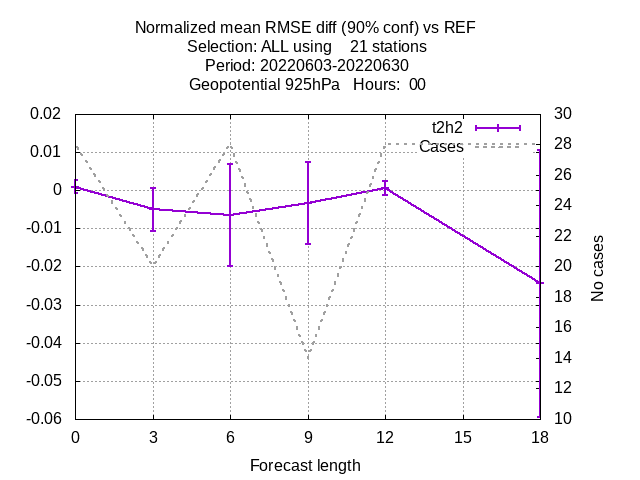 Normalized mean RMSE diff (90% conf) vs REF
Selection: ALL using    21 stations
Period: 20220603-20220630
Geopotential 925hPa   Hours:  00
0.02
0.01
0
-0.01
-0.02
-0.03
-0.04
-0.05
-0.06
t2h2
Cases
30
28
26
24
22
20
18
16
14
12
10
No cases
0 3 6 9 12 15 18
Forecast length